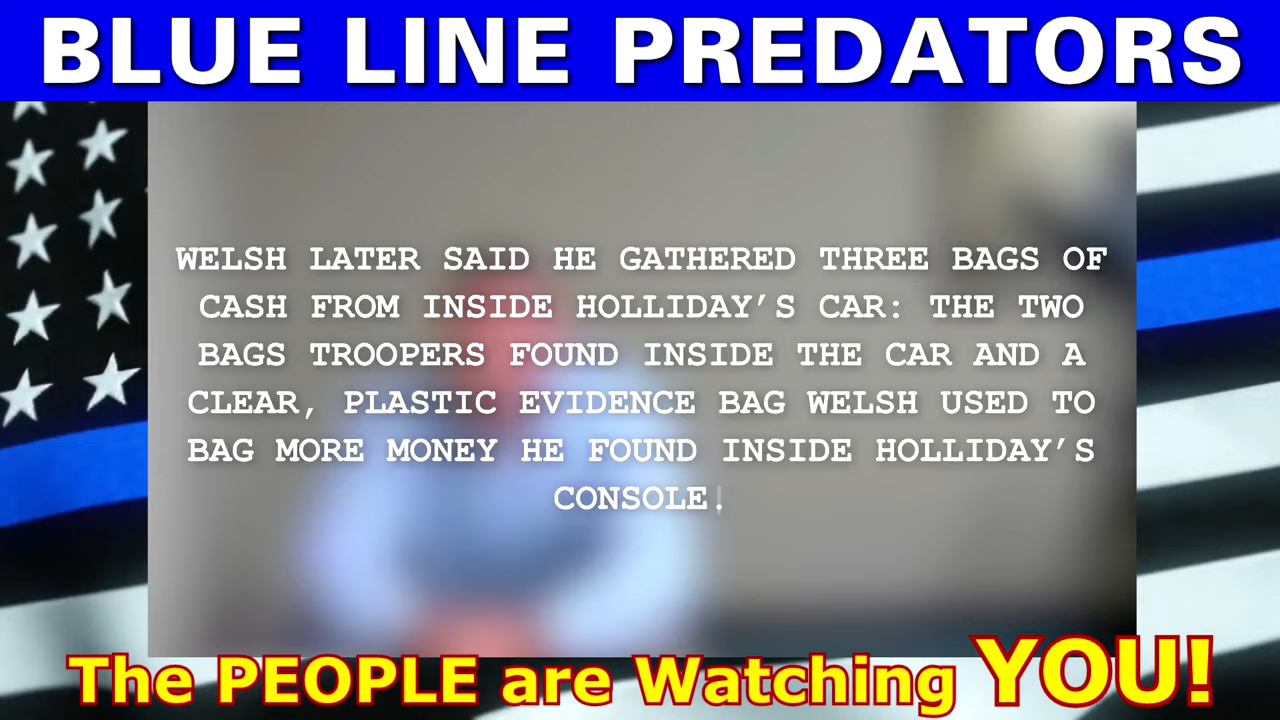 BLUE LINE PREDATORS
WELSH LATER SAID HE GATHERED THREE BAGS OF
CASH FROM INSIDE HOLLIDAY'S CAR: THE TWO
BAGS TROOPERS FOUND INSIDE THE CAR AND A
CLEAR, PLASTIC EVIDENCE BAG WELSH USED TO
BAG MORE MONEY HE FOUND INSIDE HOLLIDAY'S
CONSOLE.
The PEOPLE are Watching YOU!